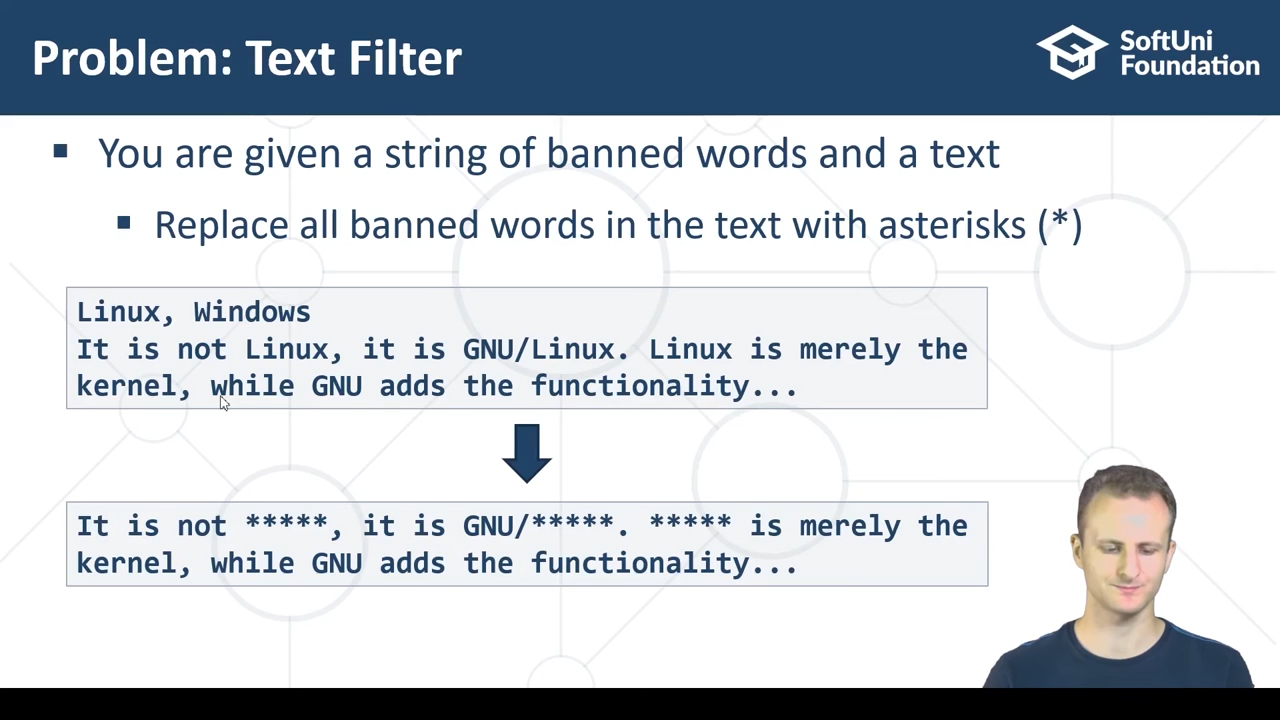 Problem: Text Filter
SoftUni
Foundation
You are given a string of banned words and a text
Replace all banned words in the text with asterisks (*)
Linux, Windows
It is not Linux, it is GNU/Linux. Linux is merely the
kernel, while GNU adds the functionality...
It is not *****, it is GNU/*****. ***** is merely the
kernel, while GNU adds the functionality...